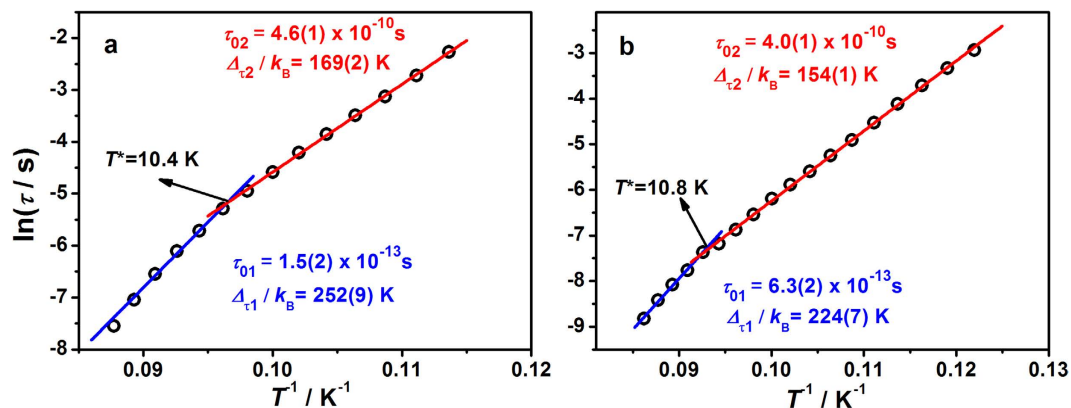 a
τ₀₂ = 4.6(1) x 10⁻¹⁰s
Δτ2 / kB = 169(2) K
T*=10.4 K
τ₀₁ = 1.5(2) x 10⁻¹³s
Δτ1 / kB = 252(9) K
ln(τ / s)
-2
-3
-4
-5
-6
-7
-8
0.09
0.10
0.11
0.12
T⁻¹ / K⁻¹
b
τ₀₂ = 4.0(1) x 10⁻¹⁰s
Δτ2 / kB = 154(1) K
T*=10.8 K
τ₀₁ = 6.3(2) x 10⁻¹³s
Δτ1 / kB = 224(7) K
-2
-3
-4
-5
-6
-7
-8
-9
0.09
0.10
0.11
0.12
0.13
T⁻¹ / K⁻¹